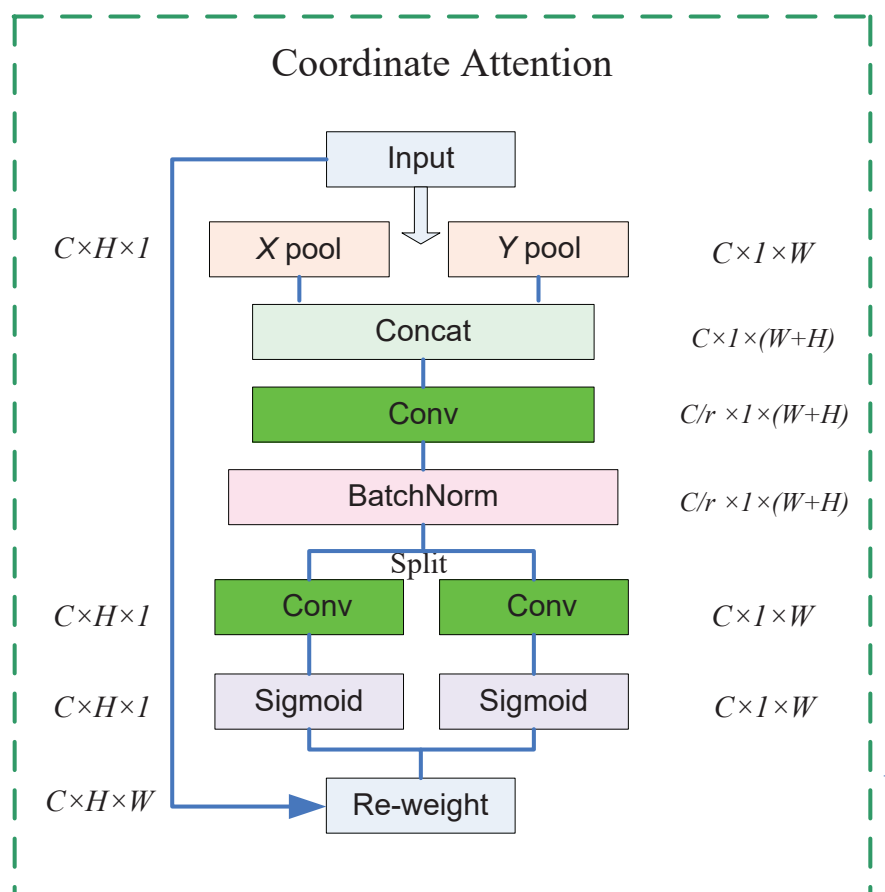 Coordinate Attention
Input
C×H×1
X pool
Y pool
C×1×W
Concat
C×1×(W+H)
Conv
C/r ×1×(W+H)
BatchNorm
C/r ×1×(W+H)
Split
C×H×1
Conv
Conv
C×1×W
C×H×1
Sigmoid
Sigmoid
C×1×W
C×H×W
Re-weight